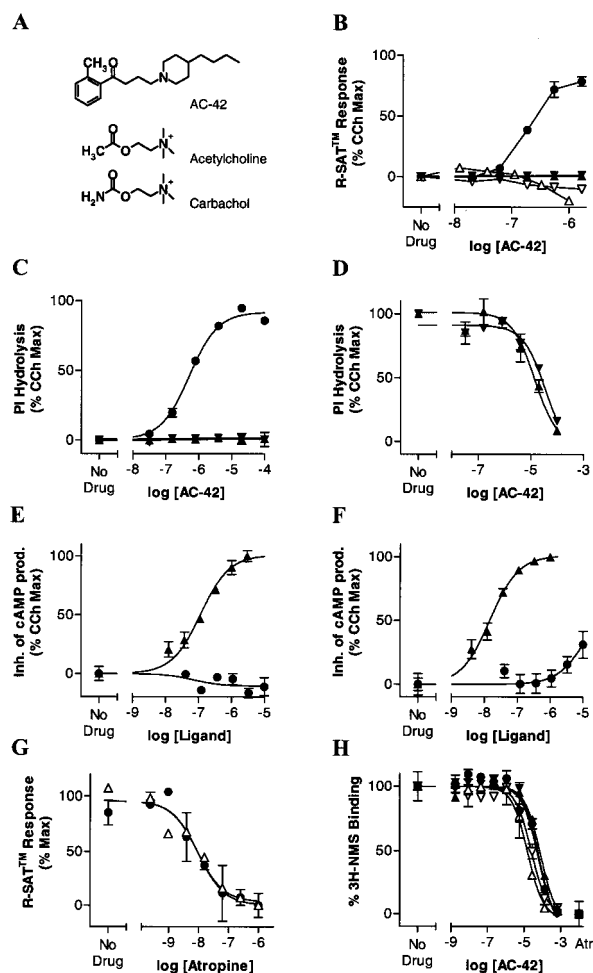 A
CH₃
O
N
AC-42
O
H₃C
O
N
+
Acetylcholine
O
H₂N
O
N
+
Carbachol
B
R-SAT™ Response
(% CCh Max)
100
50
0
No
Drug
-8
-7
-6
log [AC-42]
C
PI Hydrolysis
(% CCh Max)
100
50
0
No
Drug
-8
-7
-6
-5
-4
log [AC-42]
D
PI Hydrolysis
(% CCh Max)
100
50
0
No
Drug
-7
-5
-3
log [AC-42]
E
Inh. of cAMP prod.
(% CCh Max)
100
50
0
No
Drug
-9
-8
-7
-6
-5
log [Ligand]
F
Inh. of cAMP prod.
(% CCh Max)
100
50
0
No
Drug
-9
-8
-7
-6
-5
log [Ligand]
G
R-SAT™ Response
(% Max)
100
50
0
No
Drug
-9
-8
-7
-6
log [Atropine]
H
% 3H-NMS Binding
100
50
0
No
Drug
-9
-7
-5
-3
Atr
log [AC-42]